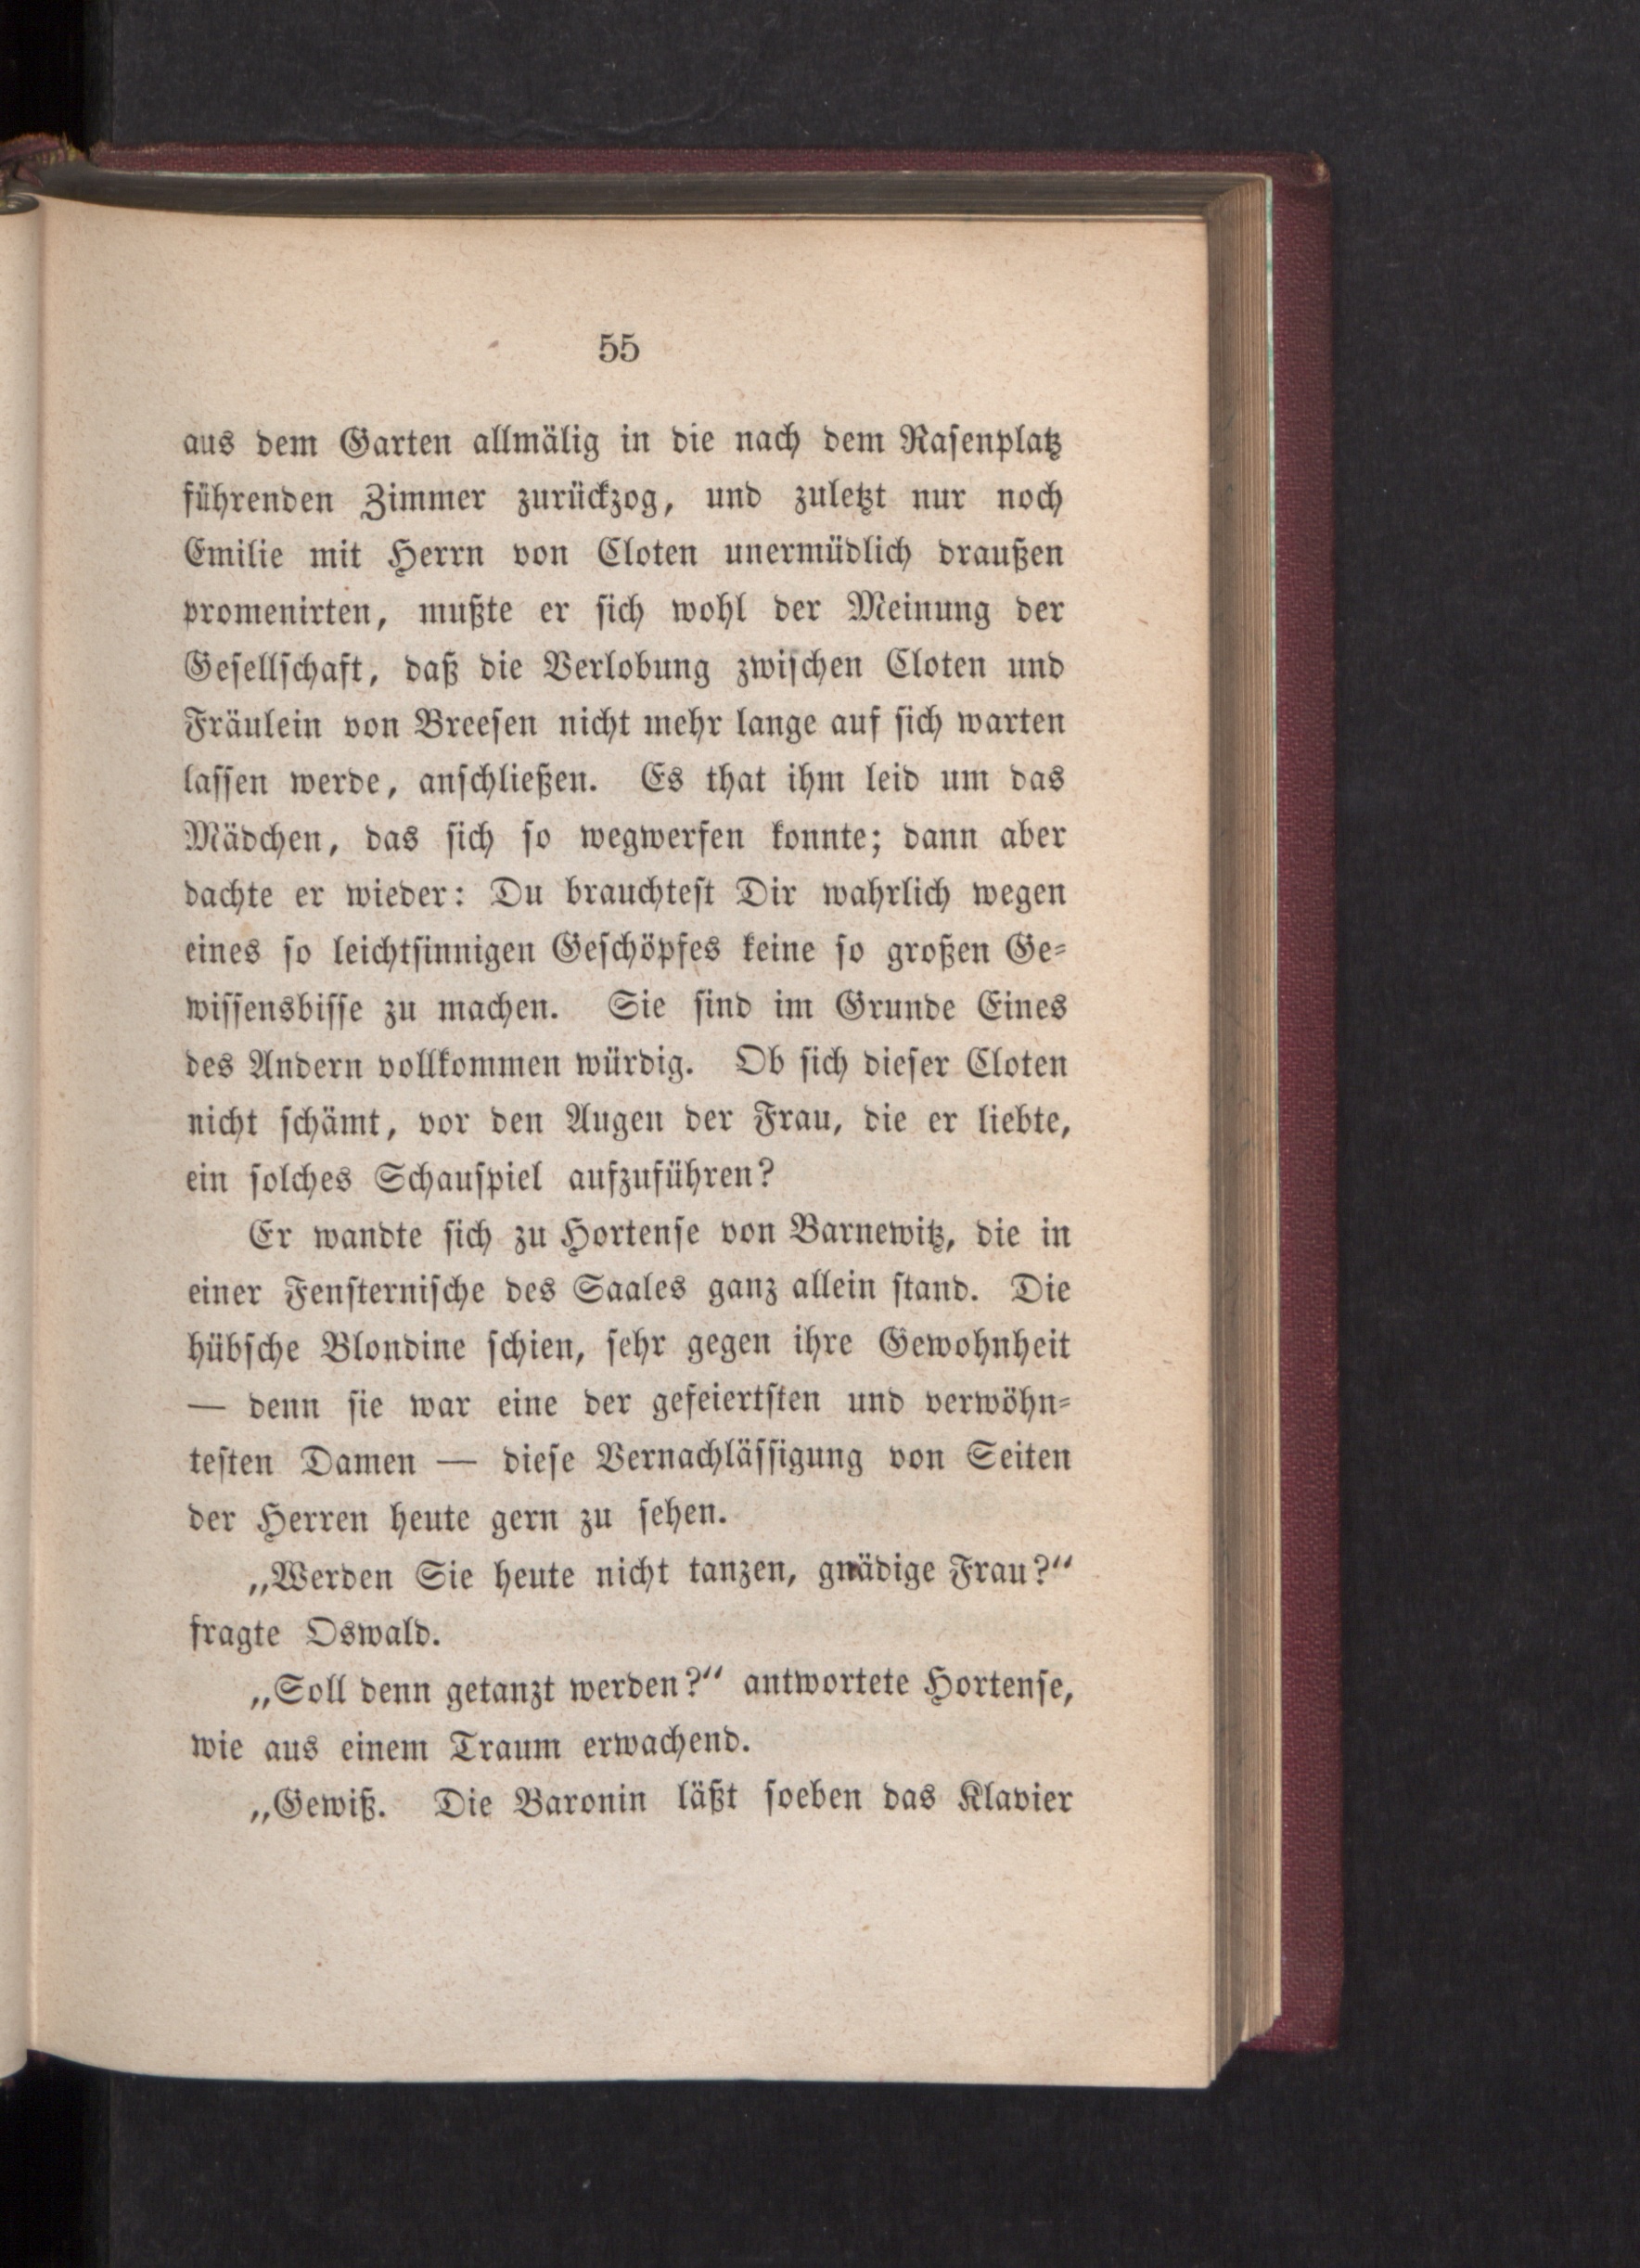 55
aus dem Garten allmälig in die nach dem Rasenplatz
führenden Zimmer zurückzog, und zuletzt nur noch
Emilie mit Herrn von Cloten unermüdlich draußen
promenirten, mußte er sich wohl der Meinung der
Gesellschaft, daß die Verlobung zwischen Cloten und
Fräulein von Breesen nicht mehr lange auf sich warten
lassen werde, anschließen. Es that ihm leid um das
Mädchen, das sich so wegwerfen konnte; dann aber
dachte er wieder: Du brauchtest Dir wahrlich wegen
eines so leichtsinnigen Geschöpfes keine so großen Ge-
wissensbisse zu machen. Sie sind im Grunde Eines
des Andern vollkommen würdig. Ob sich dieser Cloten
nicht schämt, vor den Augen der Frau, die er liebte,
ein solches Schauspiel aufzuführen?
Er wandte sich zu Hortense von Barnewitz, die in
einer Fensternische des Saales ganz allein stand. Die
hübsche Blondine schien, sehr gegen ihre Gewohnheit
— denn sie war eine der gefeiertsten und verwöhn-
testen Damen — diese Vernachlässigung von Seiten
der Herren heute gern zu sehen.
„Werden Sie heute nicht tanzen, gnädige Frau?“
fragte Oswald.
„Soll denn getanzt werden?“ antwortete Hortense,
wie aus einem Traum erwachend.
„Gewiß. Die Baronin läßt soeben das Klavier